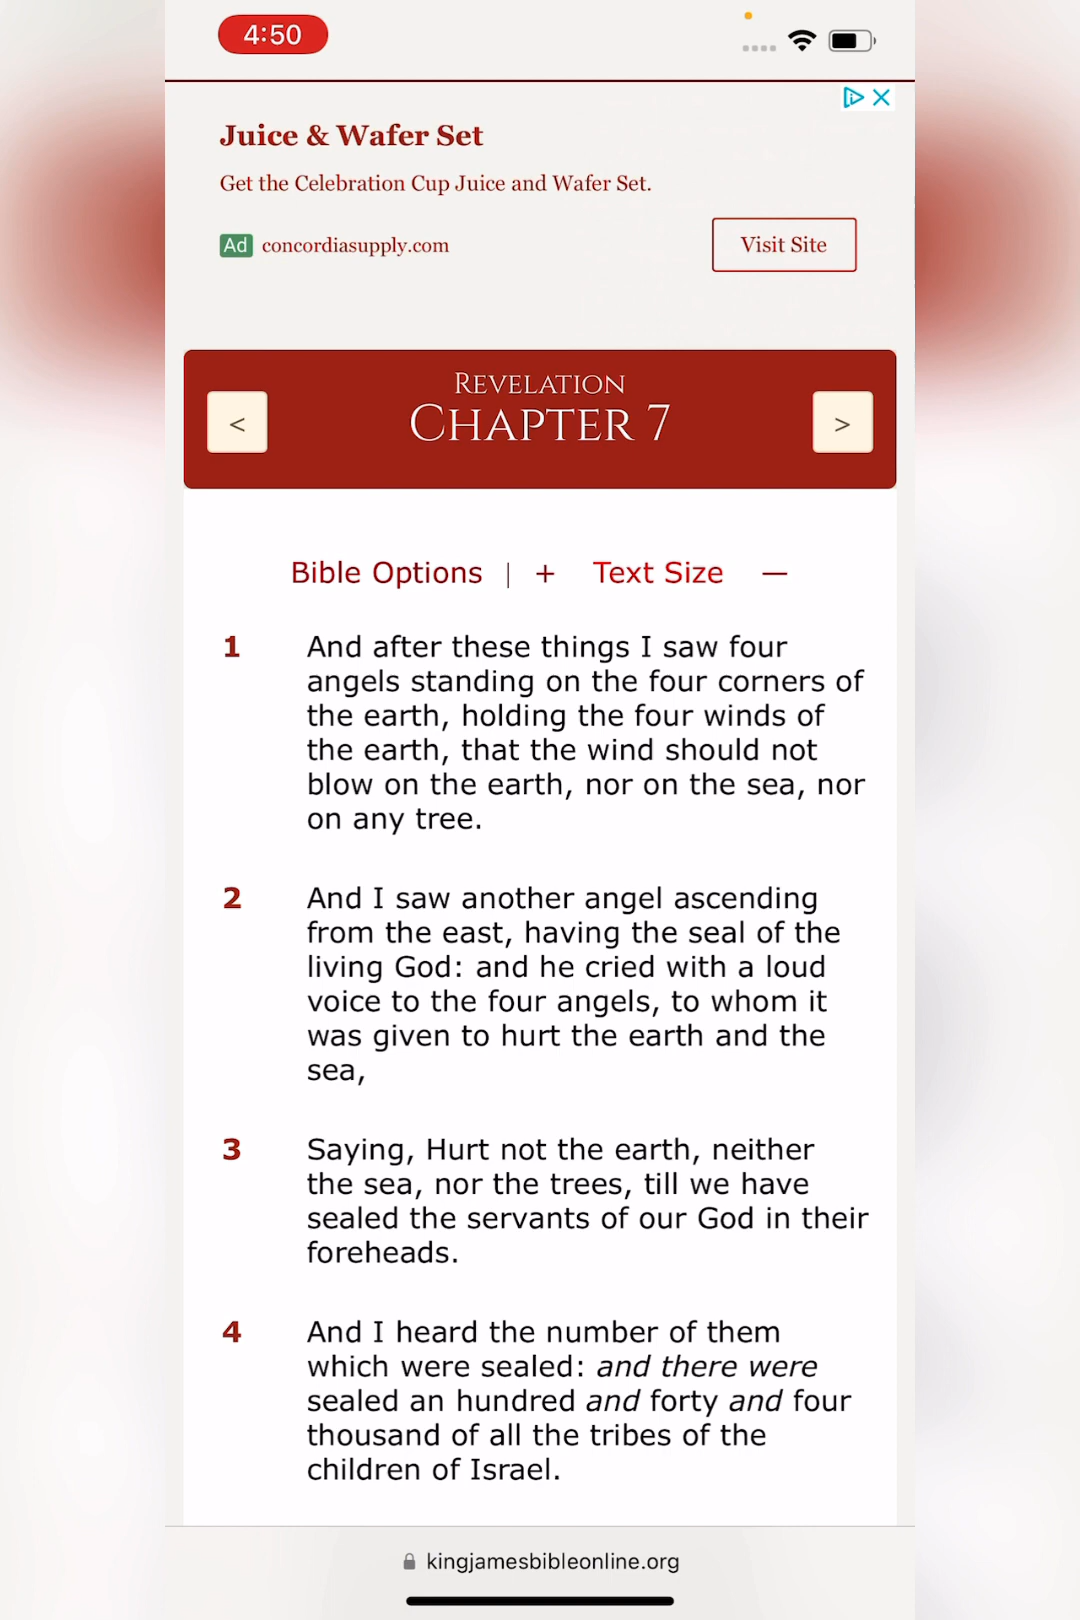 4:50
Juice & Wafer Set
Get the Celebration Cup Juice and Wafer Set.
Ad concordiasupply.com
Visit Site
Revelation
Chapter 7
<
>
Bible Options | + Text Size —
1 And after these things I saw four
angels standing on the four corners of
the earth, holding the four winds of
the earth, that the wind should not
blow on the earth, nor on the sea, nor
on any tree.
2 And I saw another angel ascending
from the east, having the seal of the
living God: and he cried with a loud
voice to the four angels, to whom it
was given to hurt the earth and the
sea,
3 Saying, Hurt not the earth, neither
the sea, nor the trees, till we have
sealed the servants of our God in their
foreheads.
4 And I heard the number of them
which were sealed: and there were
sealed an hundred and forty and four
thousand of all the tribes of the
children of Israel.
kingjamesbibleonline.org